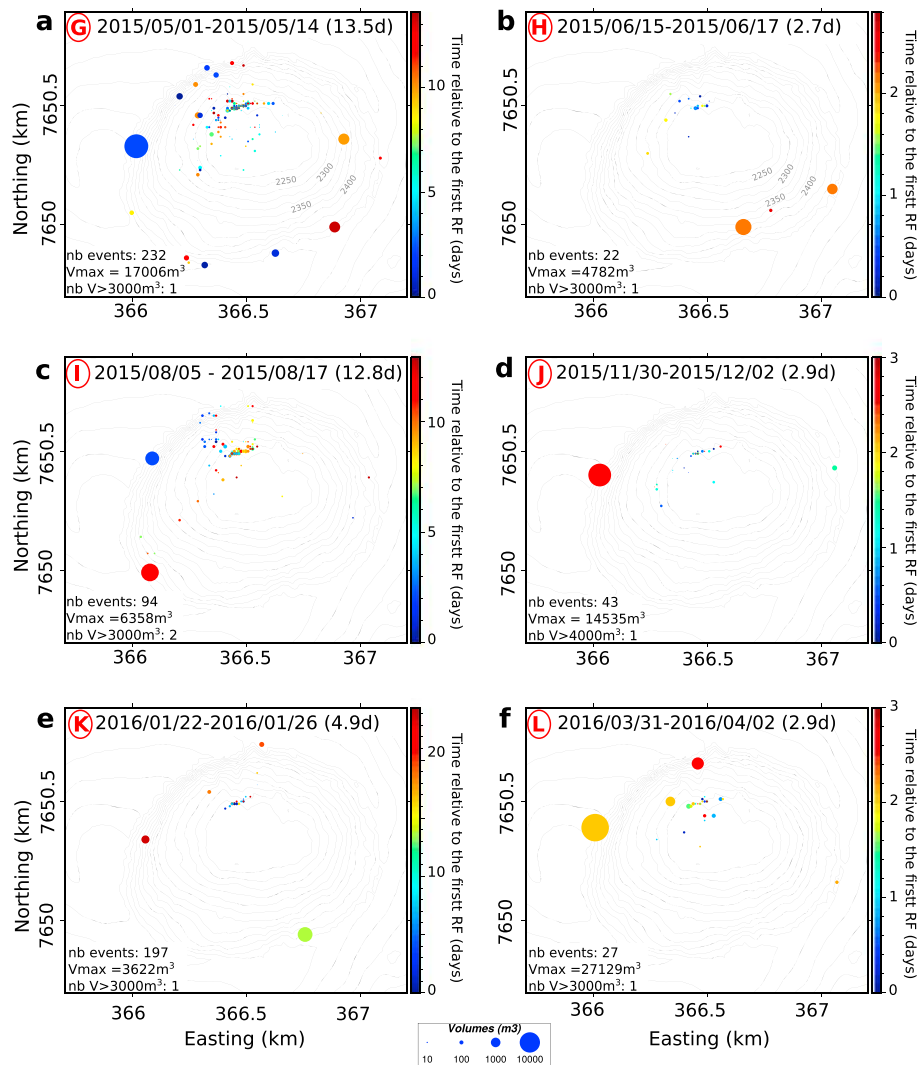 a G 2015/05/01-2015/05/14 (13.5d)
Northing (km)
7650.5
7650
2250
2300
2400
2350
nb events: 232
Vmax = 17006m³
nb V>3000m³: 1
366 366.5 367
10
5
0
Time relative to the firstt RF (days)
b H 2015/06/15-2015/06/17 (2.7d)
2250
2300
2400
2350
nb events: 22
Vmax =4782m³
nb V>3000m³: 1
366 366.5 367
2
1
0
Time relative to the firstt RF (days)
c I 2015/08/05 - 2015/08/17 (12.8d)
Northing (km)
7650.5
7650
nb events: 94
Vmax =6358m³
nb V>3000m³: 2
366 366.5 367
10
5
0
Time relative to the firstt RF (days)
d J 2015/11/30-2015/12/02 (2.9d)
nb events: 43
Vmax = 14535m³
nb V>4000m³: 1
366 366.5 367
3
2
1
0
Time relative to the firstt RF (days)
e K 2016/01/22-2016/01/26 (4.9d)
Northing (km)
7650.5
7650
nb events: 197
Vmax =3622m³
nb V>3000m³: 1
366 366.5 367
Easting (km)
20
10
0
Time relative to the firstt RF (days)
f L 2016/03/31-2016/04/02 (2.9d)
nb events: 27
Vmax =27129m³
nb V>3000m³: 1
366 366.5 367
Easting (km)
3
2
1
0
Time relative to the firstt RF (days)
Volumes (m3)
10 100 1000 10000